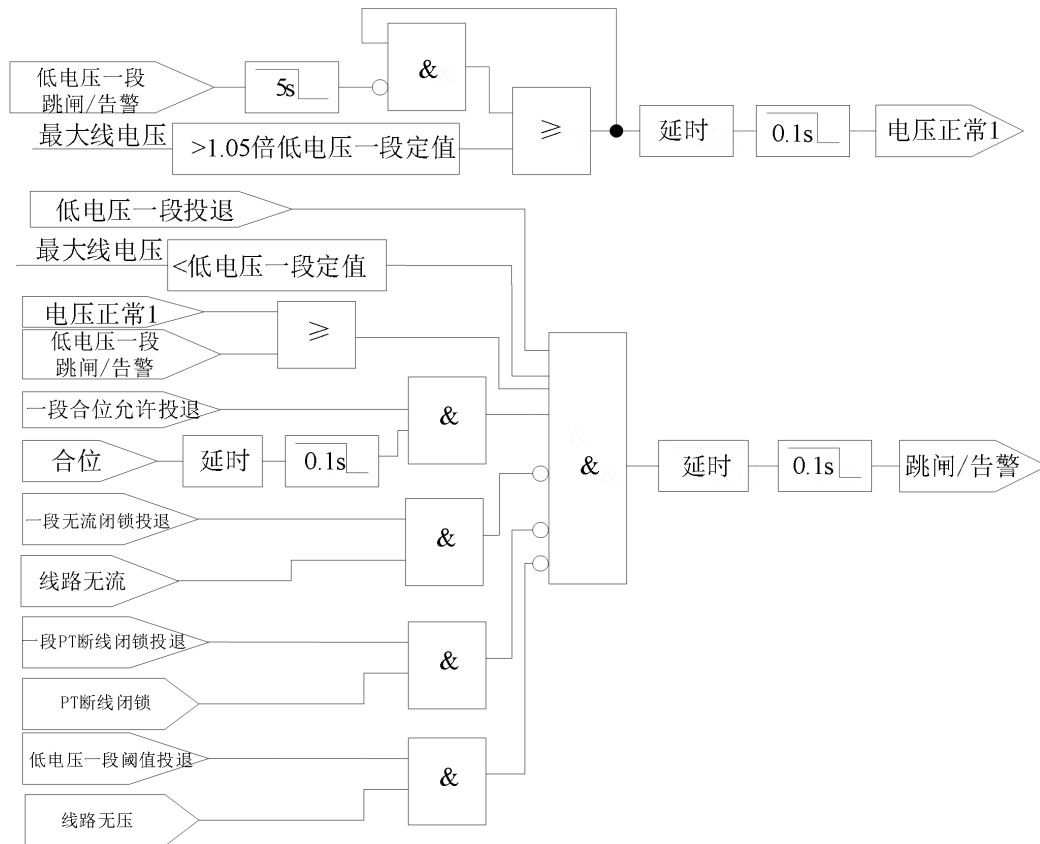 低电压一段
跳闸/告警
5s
&
最大线电压
>1.05倍低电压一段定值
≥
延时
0.1s
电压正常1
低电压一段投退
最大线电压
<低电压一段定值
电压正常1
低电压一段
跳闸/告警
≥
一段合位允许投退
合位
延时
0.1s
&
一段无流闭锁投退
线路无流
&
一段PT断线闭锁投退
PT断线闭锁
&
低电压一段阈值投退
线路无压
&
&
延时
0.1s
跳闸/告警